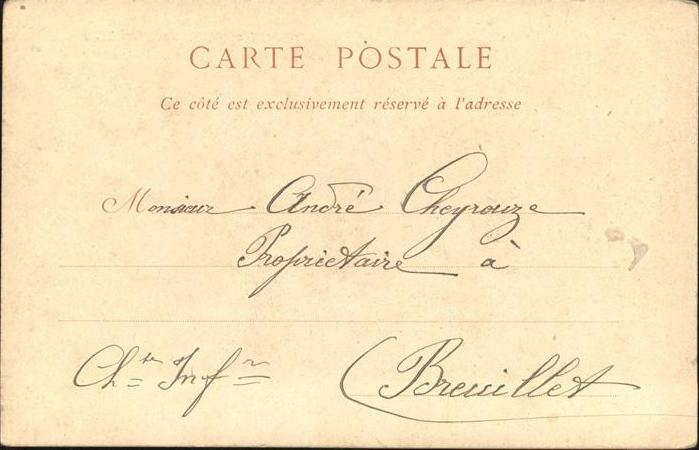 CARTE POSTALE
Ce côté est exclusivement réservé à l'adresse
Monsieur André Cheyrouze
Propriétaire à
Ch.te Inf.re Breuillet